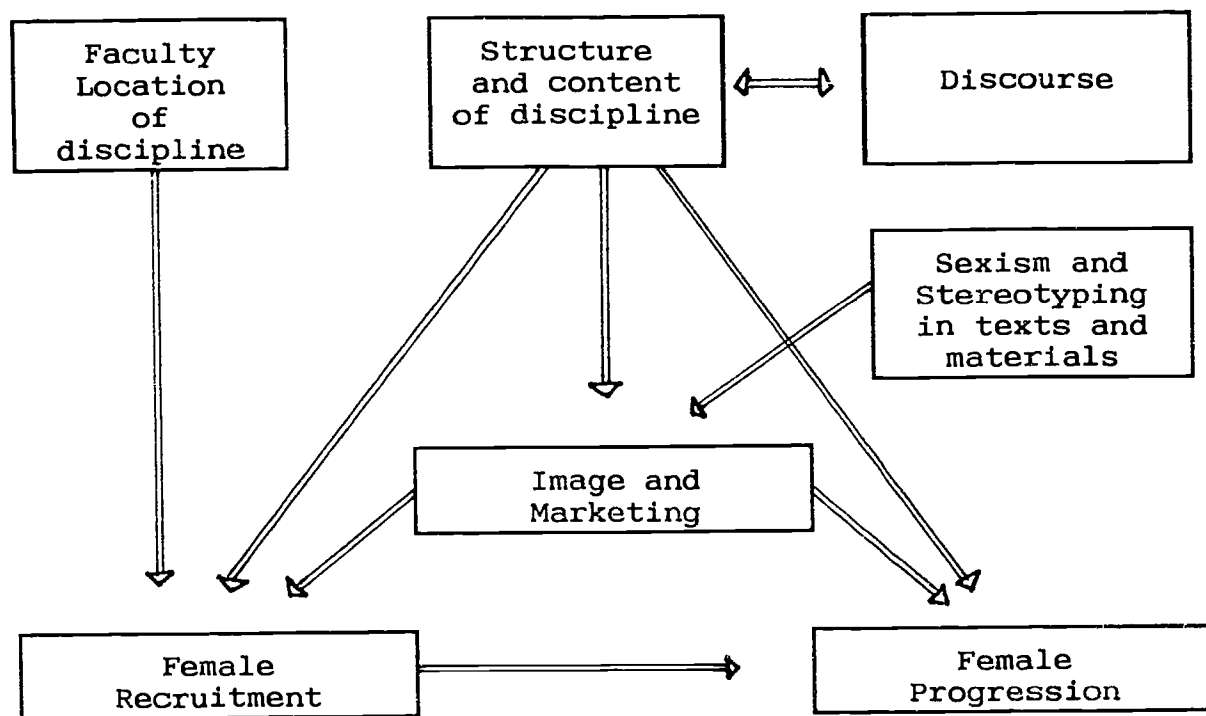 Faculty
Location
of
discipline
Structure
and content
of discipline
Discourse
Sexism and
Stereotyping
in texts and
materials
Image and
Marketing
Female
Recruitment
Female
Progression